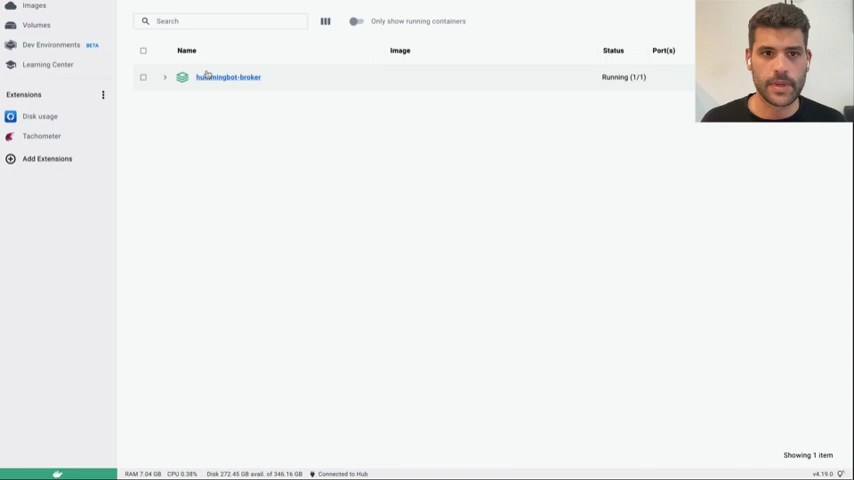 Images
Volumes
Dev Environments BETA
Learning Center
Extensions
Disk usage
Tachometer
Add Extensions
Search
Only show running containers
Name
Image
Status
Port(s)
hummingbot-broker
Running (1/1)
Showing 1 item
RAM 7.04 GB CPU 0.38% Disk 272.45 GB avail. of 346.16 GB Connected to Hub
v4.19.0